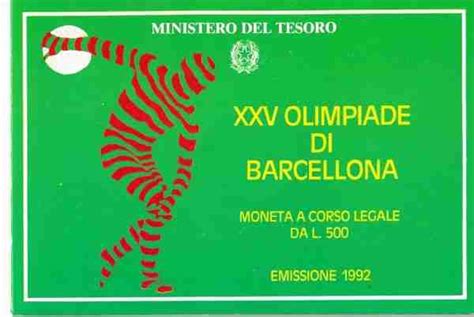 MINISTERO DEL TESORO
XXV OLIMPIADE
DI
BARCELLONA
MONETA A CORSO LEGALE
DA L. 500
EMISSIONE 1992